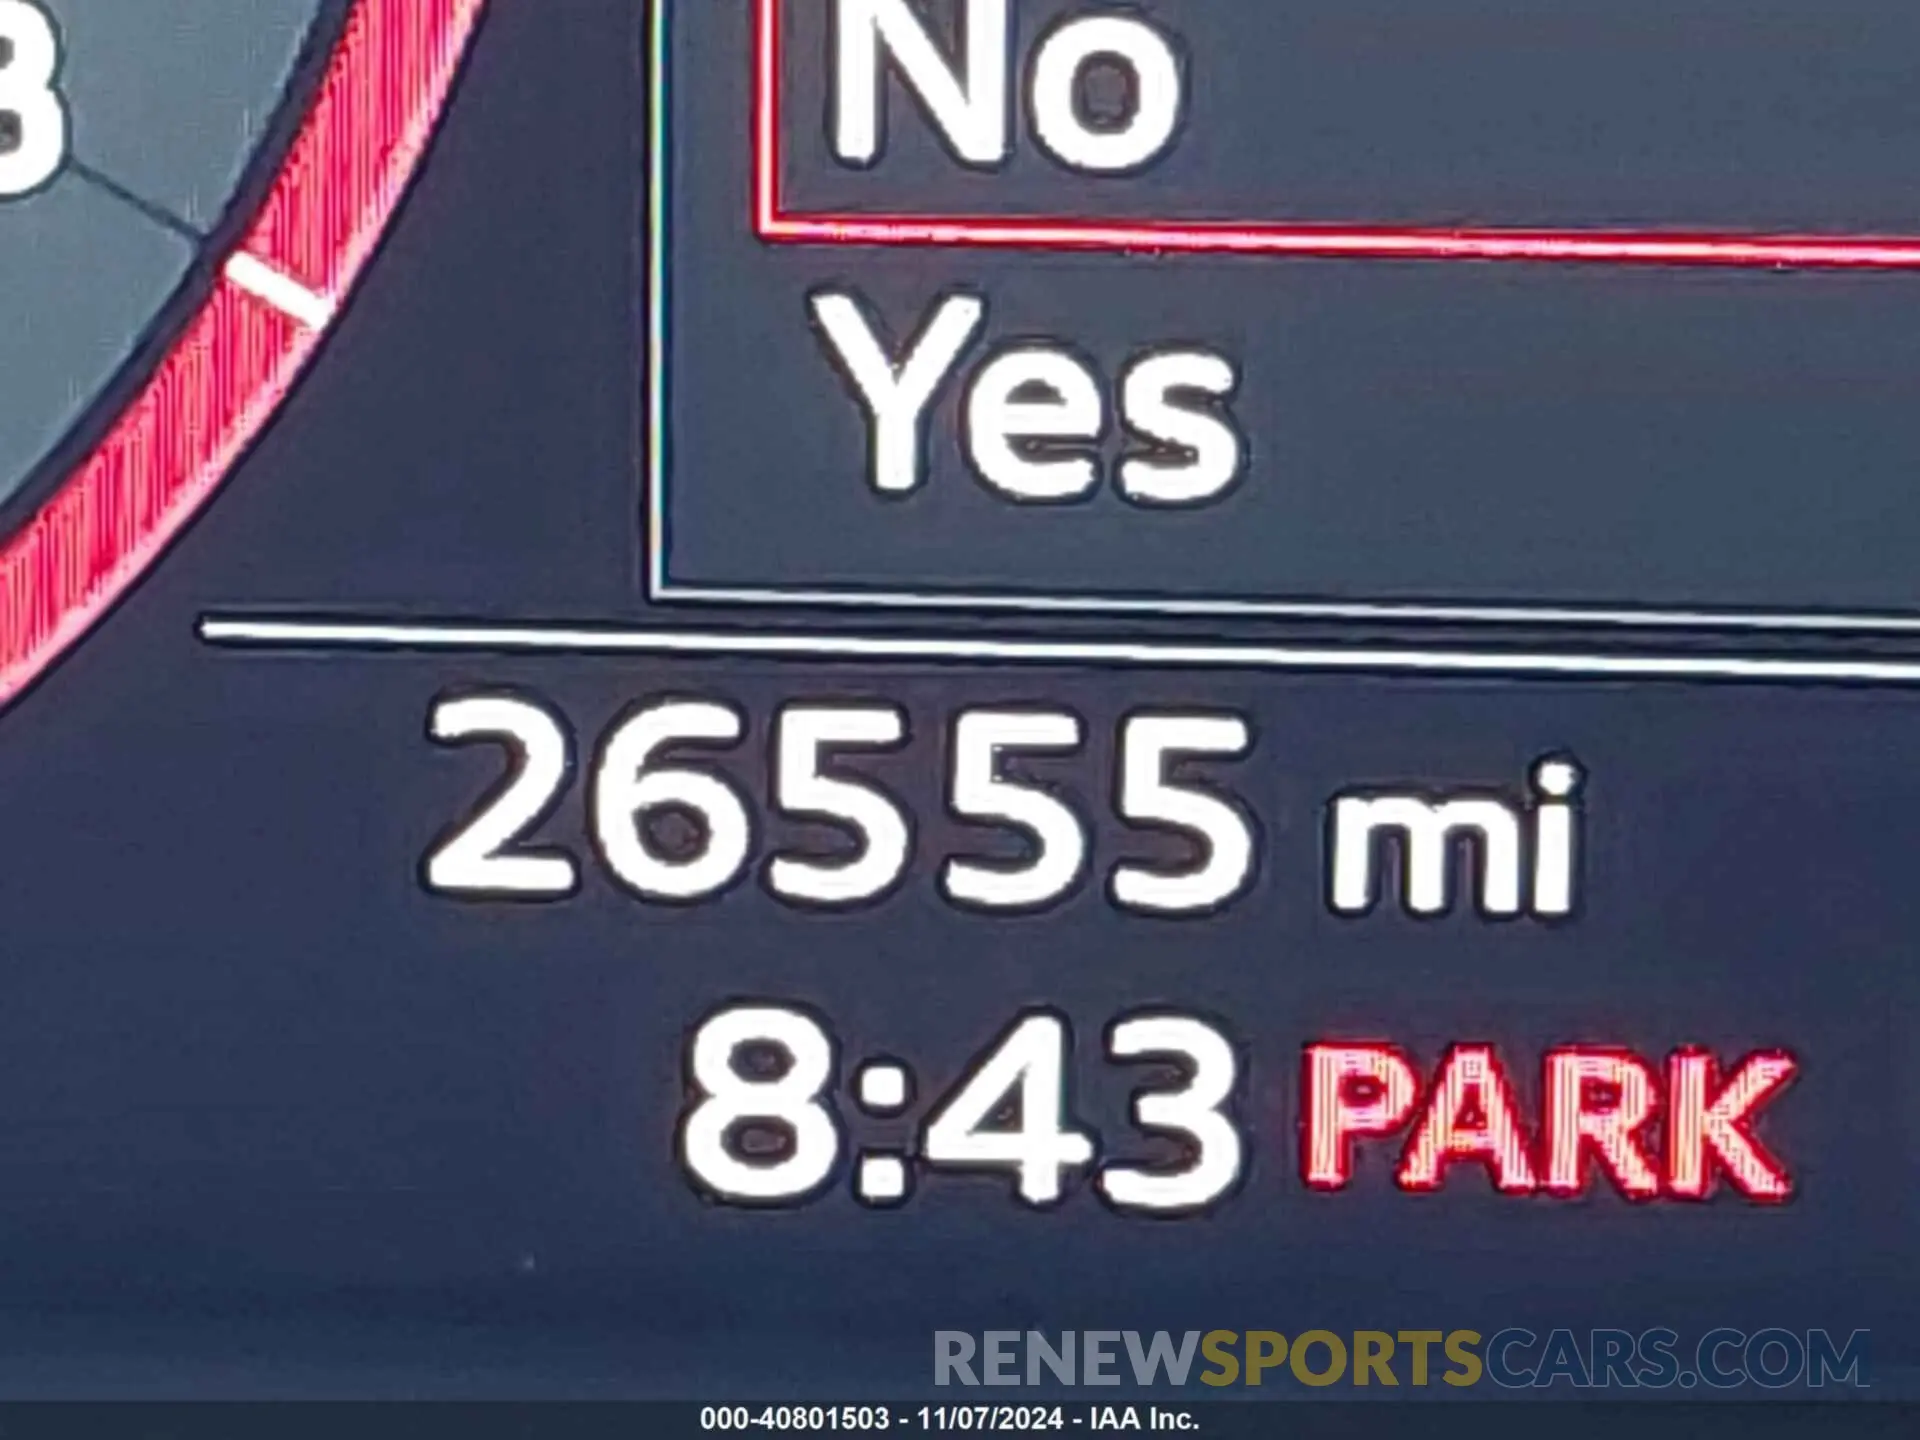 No
Yes
26555 mi
8:43 PARK
RENEWSPORTSCARS.COM
000-40801503 - 11/07/2024 - IAA Inc.